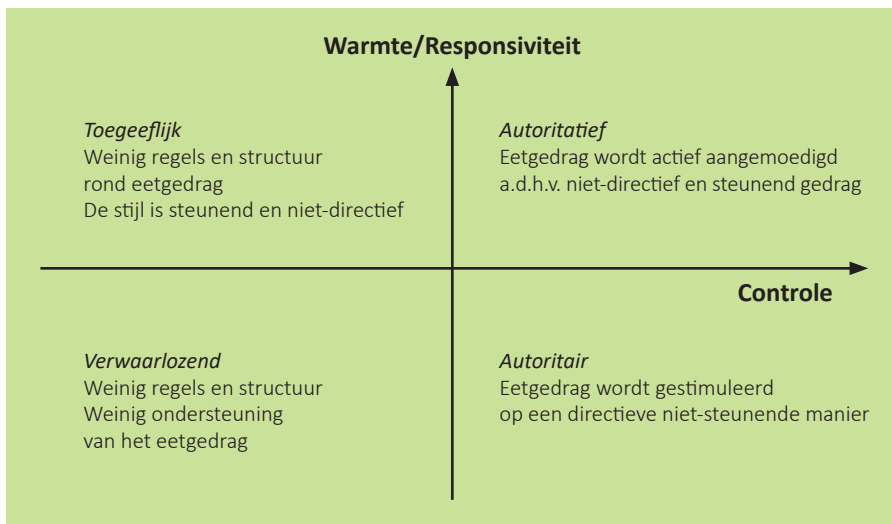 Warmte/Responsiviteit
Toegeeflijk
Weinig regels en structuur
rond eetgedrag
De stijl is steunend en niet-directief
Autoritatief
Eetgedrag wordt actief aangemoedigd
a.d.h.v. niet-directief en steunend gedrag
Controle
Verwaarlozend
Weinig regels en structuur
Weinig ondersteuning
van het eetgedrag
Autoritair
Eetgedrag wordt gestimuleerd
op een directieve niet-steunende manier